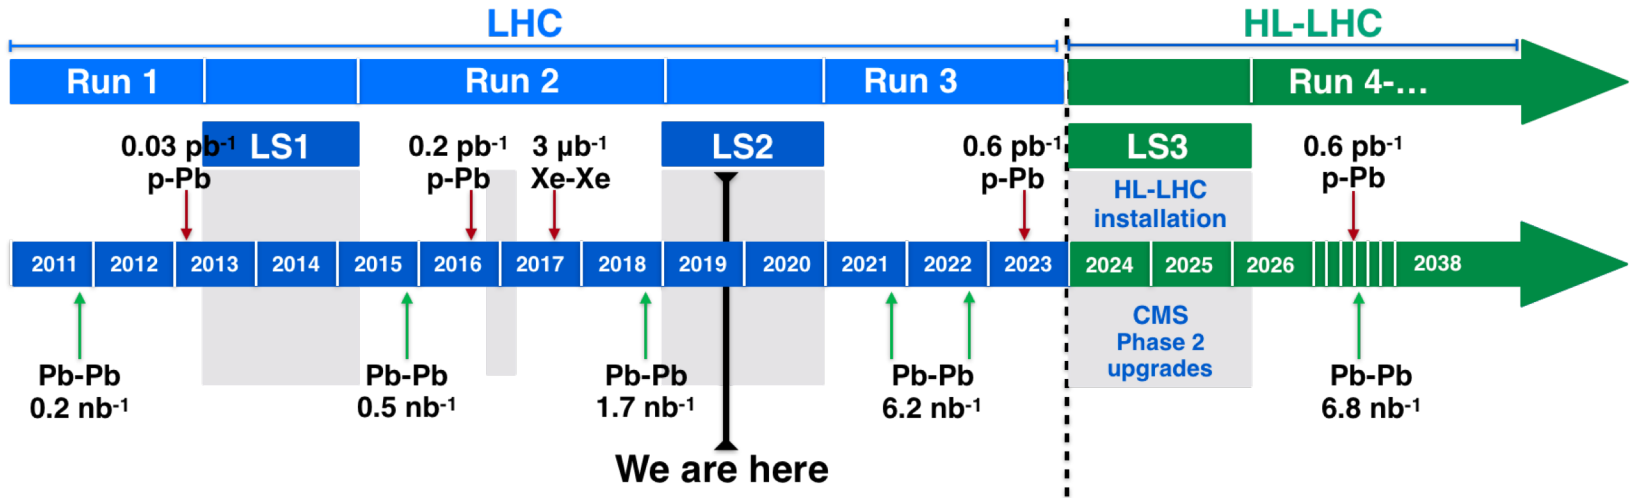 LHC
HL-LHC
Run 1
Run 2
Run 3
Run 4-...
0.03 pb-1
p-Pb
LS1
0.2 pb-1
p-Pb
3 µb-1
Xe-Xe
LS2
0.6 pb-1
p-Pb
LS3
HL-LHC
installation
0.6 pb-1
p-Pb
2011 2012 2013 2014 2015 2016 2017 2018 2019 2020 2021 2022 2023 2024 2025 2026 2038
Pb-Pb
0.2 nb-1
Pb-Pb
0.5 nb-1
Pb-Pb
1.7 nb-1
Pb-Pb
6.2 nb-1
CMS
Phase 2
upgrades
Pb-Pb
6.8 nb-1
We are here